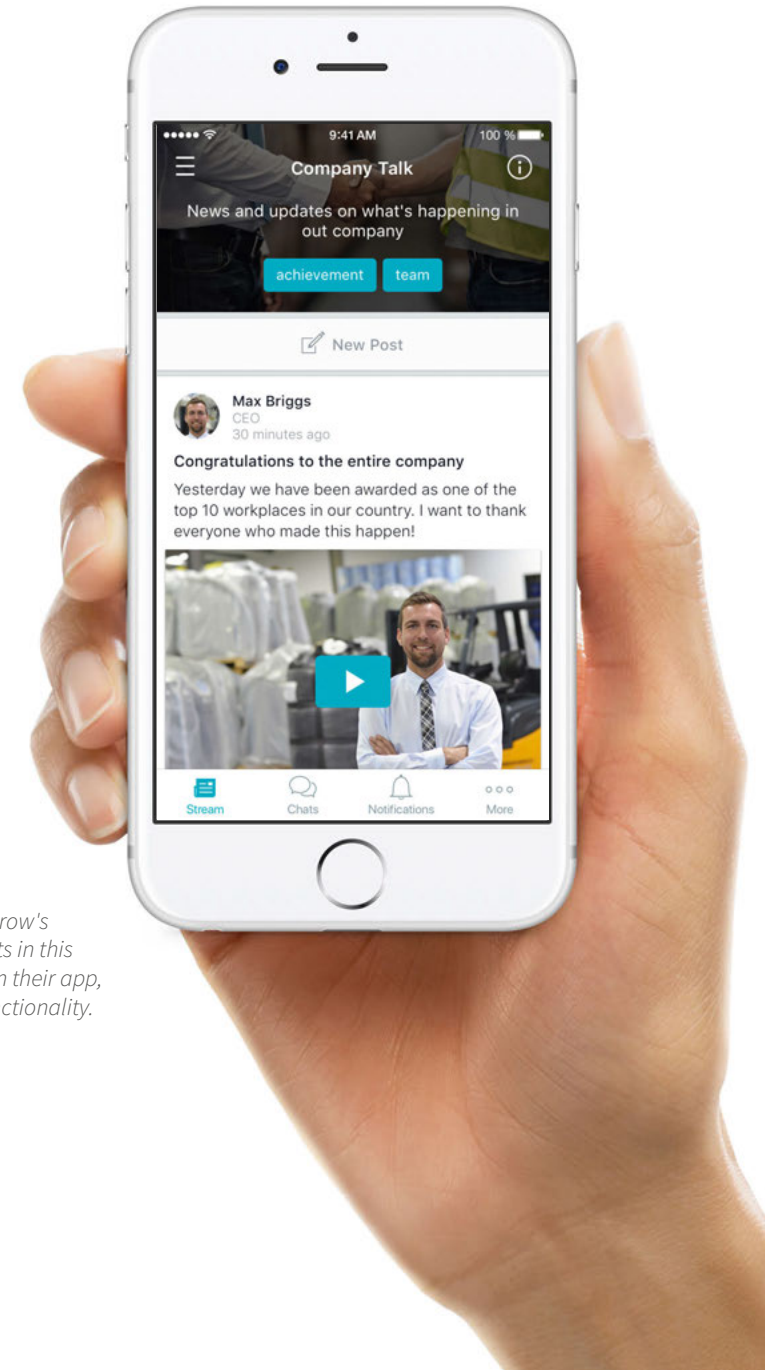 9:41 AM 100 %
Company Talk
News and updates on what's happening in
out company
achievement team
New Post
Max Briggs
CEO
30 minutes ago
Congratulations to the entire company
Yesterday we have been awarded as one of the
top 10 workplaces in our country. I want to thank
everyone who made this happen!
Stream Chats Notifications More
in this
their app,